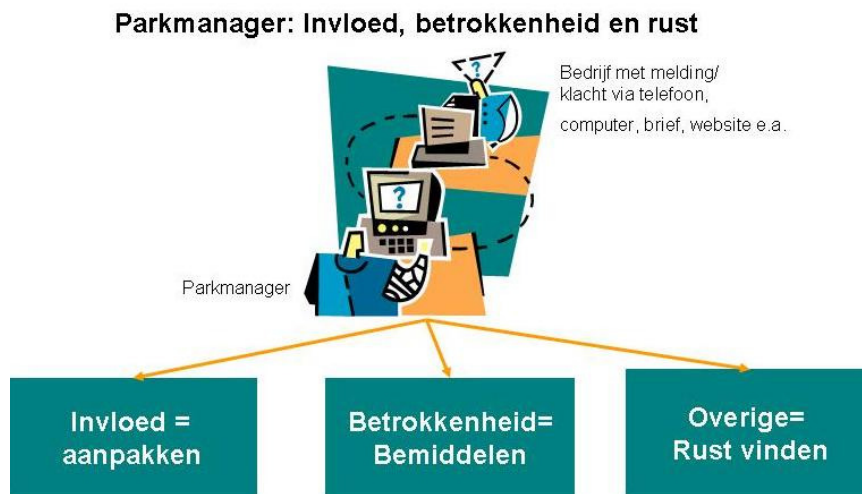 Parkmanager: Invloed, betrokkenheid en rust
Bedrijf met melding/
klacht via telefoon,
computer, brief, website e.a.
?
?
Parkmanager
Invloed =
aanpakken
Betrokkenheid=
Bemiddelen
Overige=
Rust vinden